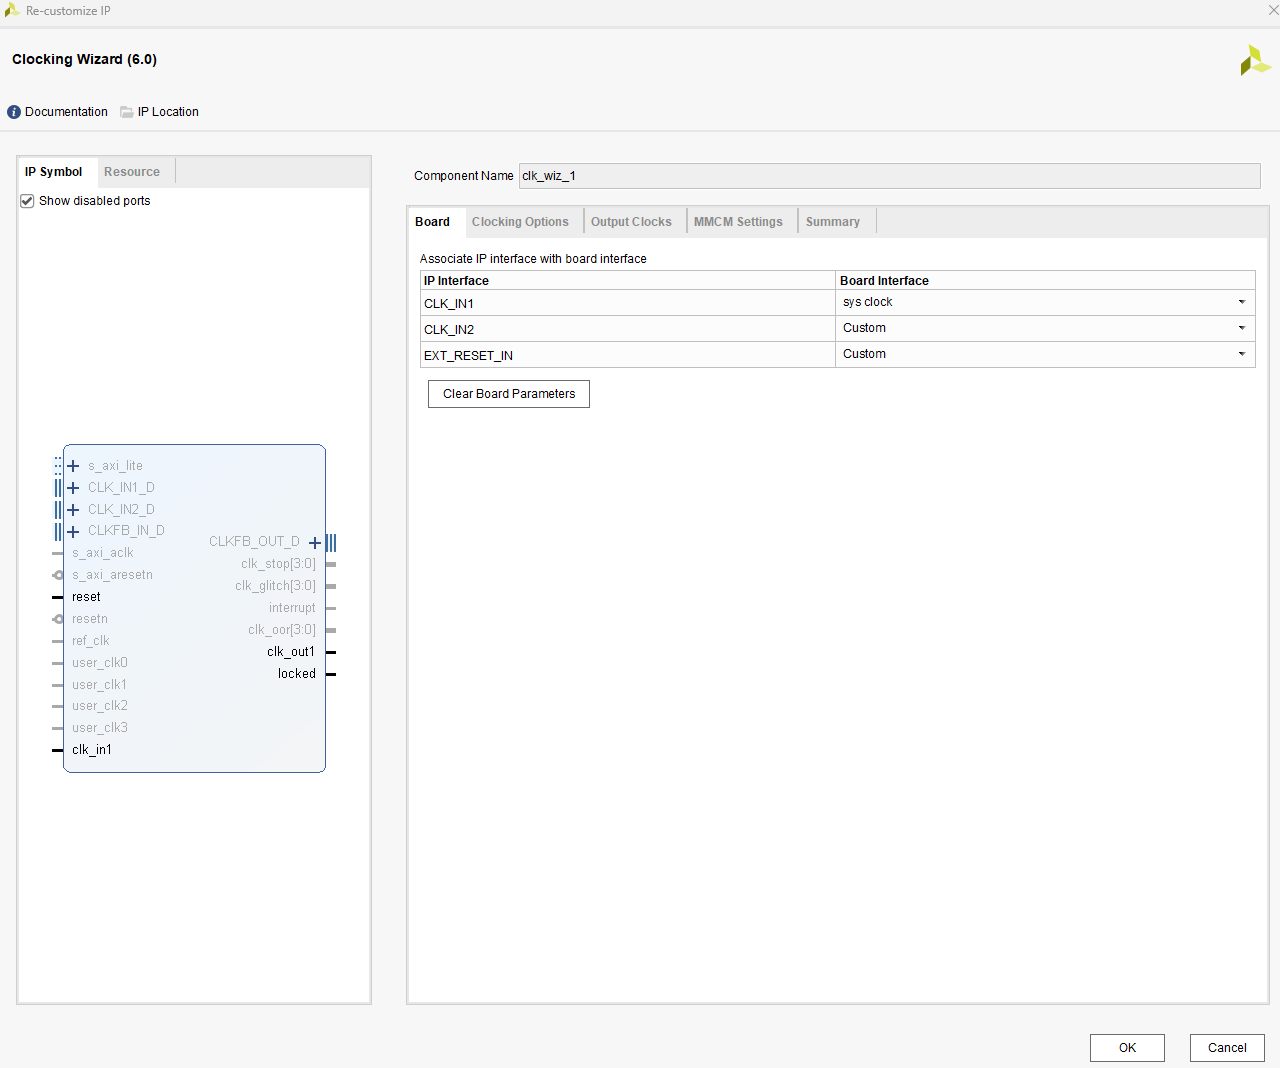 Re-customize IP
Clocking Wizard (6.0)
Documentation IP Location
IP Symbol Resource
Show disabled ports
s_axi_lite
CLK_IN1_D
CLK_IN2_D
CLKFB_IN_D
s_axi_aclk
s_axi_aresetn
reset
resetn
ref_clk
user_clk0
user_clk1
user_clk2
user_clk3
clk_in1
CLKFB_OUT_D
clk_stop[3:0]
clk_glitch[3:0]
interrupt
clk_oor[3:0]
clk_out1
locked
Component Name clk_wiz_1
Board Clocking Options Output Clocks MMCM Settings Summary
Associate IP interface with board interface
IP Interface Board Interface
CLK_IN1 sys clock
CLK_IN2 Custom
EXT_RESET_IN Custom
Clear Board Parameters
OK Cancel